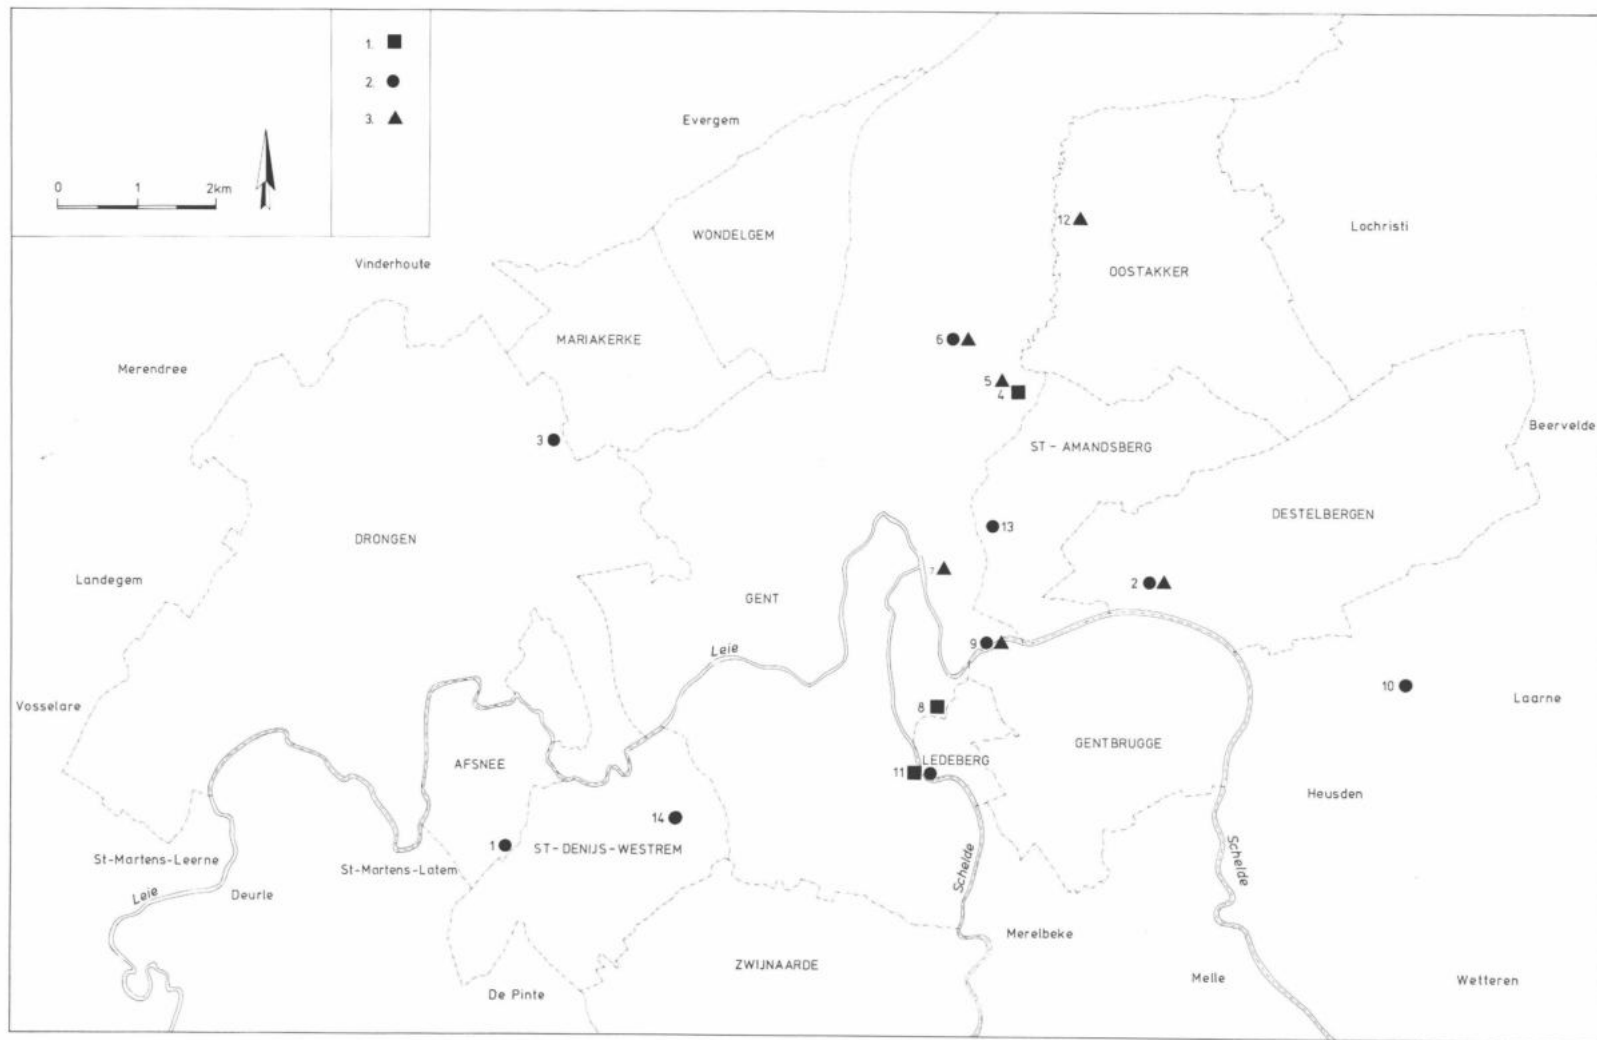 1.
2.
3.
0 1 2km
Evergem
WONDELGEM
12
Lochristi
OOSTAKKER
Vinderhoute
MARIAKERKE
6
Merendree
5
4
Beervelde
3
ST-AMANDSBERG
DESTELBERGEN
13
DRONGEN
Landegem
7
2
GENT
Leie
9
10
Laarne
Vosselare
8
GENTBRUGGE
AFSNEE
LEDEBERG
11
Heusden
14
1
ST-DENIJS-WESTREM
St-Martens-Leerne
St-Martens-Latem
Schelde
Schelde
Leie
Deurle
Merelbeke
ZWIJNAARDE
Melle
Wetteren
De Pinte